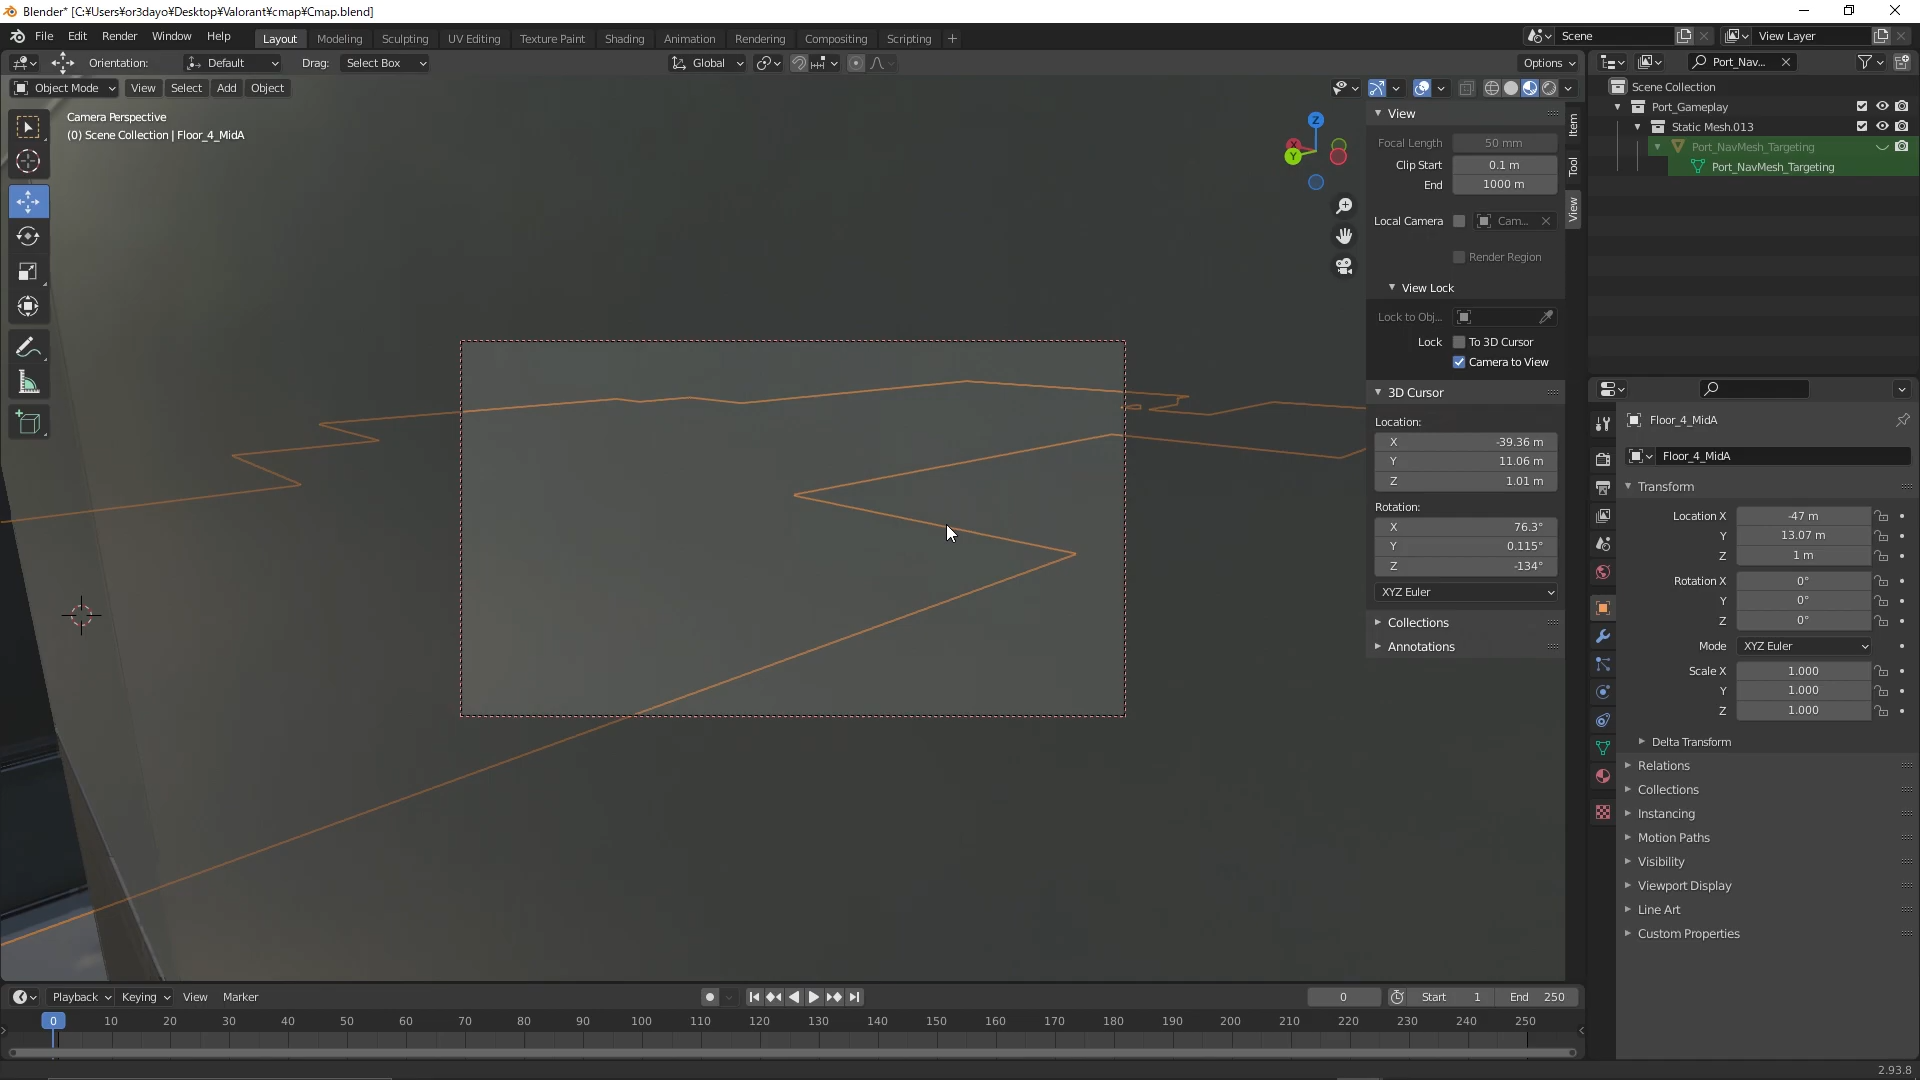 Blender* [C:¥Users¥or3dayo¥Desktop¥Valorant¥cmap¥Cmap.blend]
File Edit Render Window Help Layout Modeling Sculpting UV Editing Texture Paint Shading Animation Rendering Compositing Scripting + Scene View Layer
Orientation: Default Drag: Select Box Global Options
Port_Nav...
Object Mode View Select Add Object
Camera Perspective
(0) Scene Collection | Floor_4_MidA
Z
X
Y
View
Focal Length 50 mm
Clip Start 0.1 m
End 1000 m
Local Camera Cam...
Render Region
View Lock
Lock to Obj...
Lock To 3D Cursor
Camera to View
3D Cursor
Location:
X -39.36 m
Y 11.06 m
Z 1.01 m
Rotation:
X 76.3°
Y 0.115°
Z -134°
XYZ Euler
Collections
Annotations
Item
Tool
View
Scene Collection
Port_Gameplay
Static Mesh.013
Port_NavMesh_Targeting
Port_NavMesh_Targeting
Floor_4_MidA
Floor_4_MidA
Transform
Location X -47 m
Y 13.07 m
Z 1 m
Rotation X 0°
Y 0°
Z 0°
Mode XYZ Euler
Scale X 1.000
Y 1.000
Z 1.000
Delta Transform
Relations
Collections
Instancing
Motion Paths
Visibility
Viewport Display
Line Art
Custom Properties
Playback Keying View Marker 0 Start 1 End 250
0 10 20 30 40 50 60 70 80 90 100 110 120 130 140 150 160 170 180 190 200 210 220 230 240 250
2.93.8